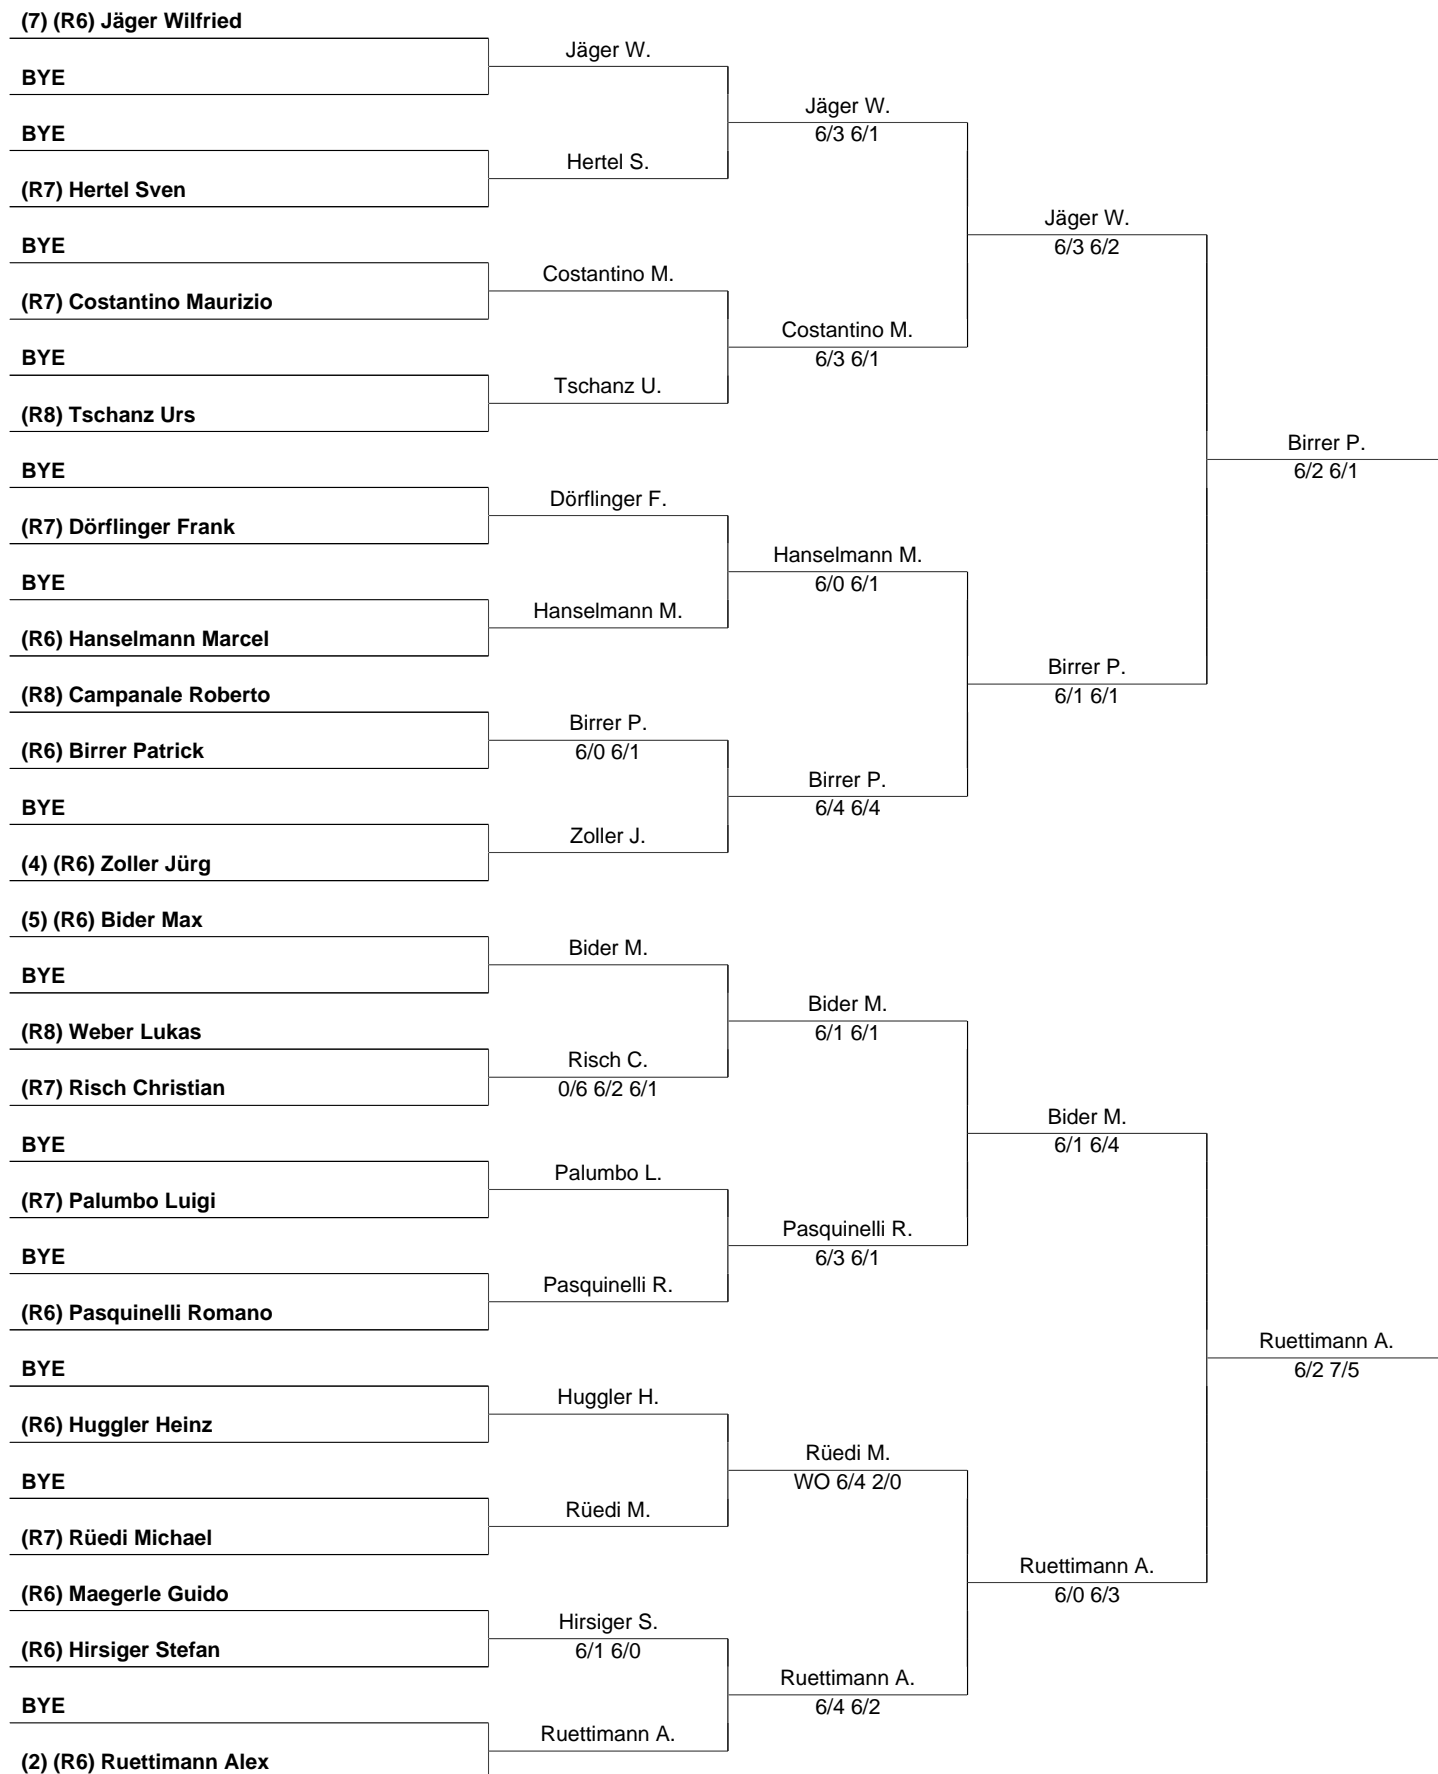 (7) (R6) Jäger Wilfried
BYE
BYE
(R7) Hertel Sven
BYE
(R7) Costantino Maurizio
BYE
(R8) Tschanz Urs
BYE
(R7) Dörflinger Frank
BYE
(R6) Hanselmann Marcel
(R8) Campanale Roberto
(R6) Birrer Patrick
BYE
(4) (R6) Zoller Jürg
(5) (R6) Bider Max
BYE
(R8) Weber Lukas
(R7) Risch Christian
BYE
(R7) Palumbo Luigi
BYE
(R6) Pasquinelli Romano
BYE
(R6) Huggler Heinz
BYE
(R7) Rüedi Michael
(R6) Maegerle Guido
(R6) Hirsiger Stefan
BYE
(2) (R6) Ruettimann Alex
Jäger W.
Hertel S.
Costantino M.
Tschanz U.
Dörflinger F.
Hanselmann M.
Birrer P.
6/0 6/1
Zoller J.
Bider M.
Risch C.
0/6 6/2 6/1
Palumbo L.
Pasquinelli R.
Huggler H.
Rüedi M.
Hirsiger S.
6/1 6/0
Ruettimann A.
Jäger W.
6/3 6/1
Costantino M.
6/3 6/1
Hanselmann M.
6/0 6/1
Birrer P.
6/4 6/4
Bider M.
6/1 6/1
Pasquinelli R.
6/3 6/1
Rüedi M.
WO 6/4 2/0
Ruettimann A.
6/4 6/2
Jäger W.
6/3 6/2
Birrer P.
6/1 6/1
Bider M.
6/1 6/4
Ruettimann A.
6/0 6/3
Birrer P.
6/2 6/1
Ruettimann A.
6/2 7/5